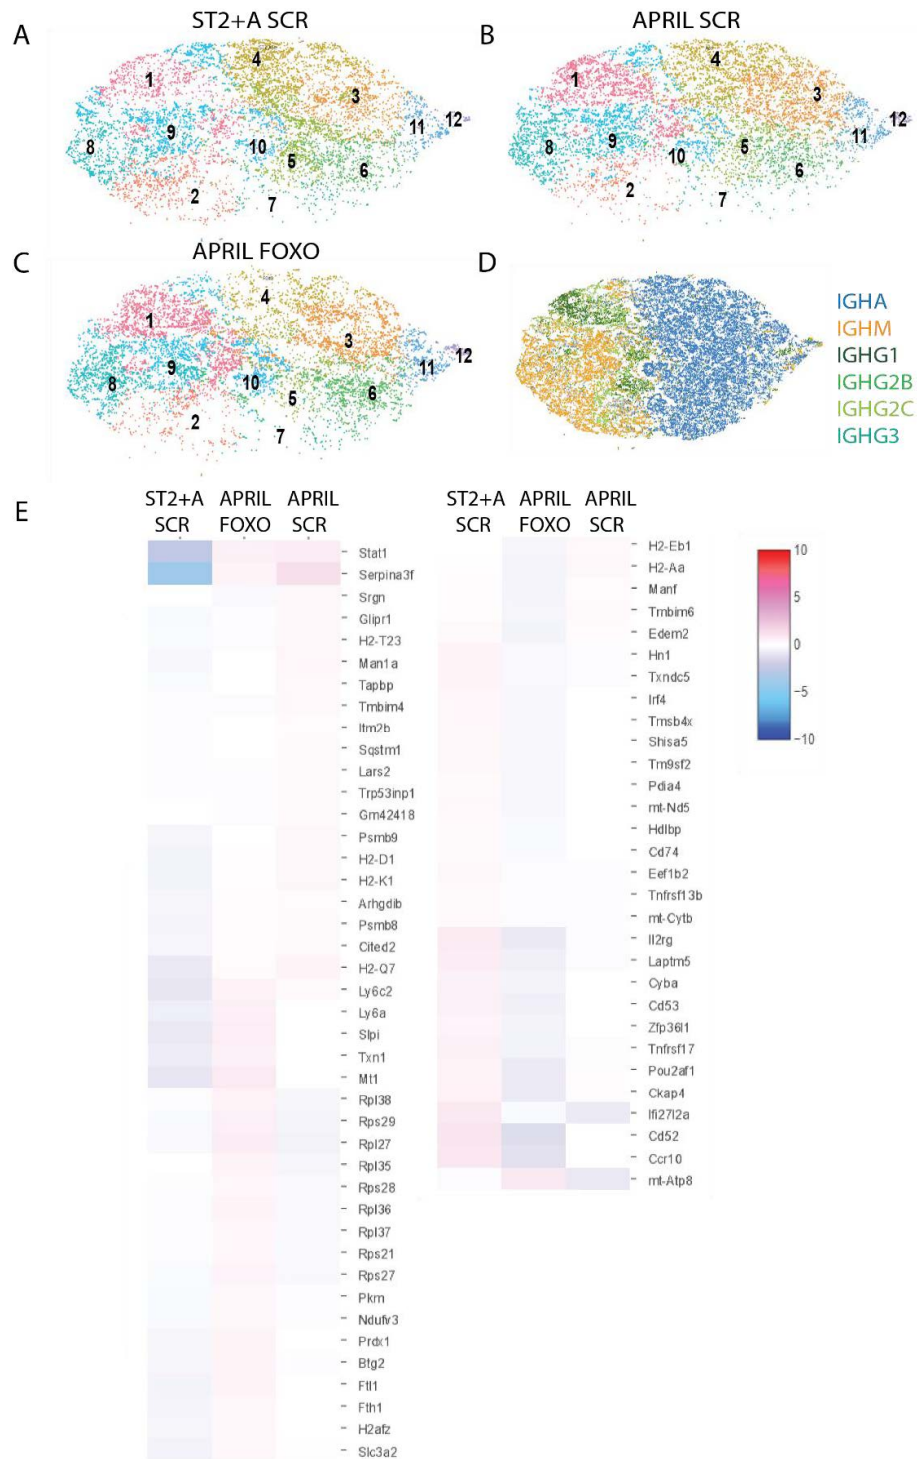 A
ST2+A SCR
1
4
3
11
12
8
9
10
5
6
2
7
B
APRIL SCR
1
4
3
11
12
8
9
10
5
6
2
7
C
APRIL FOXO
1
4
3
11
12
8
9
10
5
6
2
7
D
IGHA
IGHM
IGHG1
IGHG2B
IGHG2C
IGHG3
E
ST2+A APRIL APRIL
SCR FOXO SCR
Stat1
Serpina3f
Srgn
Glipr1
H2-T23
Man1a
Tapbp
Tmbim4
Itm2b
Sqstm1
Lars2
Trp53inp1
Gm42418
Psmb9
H2-D1
H2-K1
Arhgdib
Psmb8
Cited2
H2-Q7
Ly6c2
Ly6a
Slpi
Txn1
Mt1
Rpl38
Rps29
Rpl27
Rpl35
Rps28
Rpl36
Rpl37
Rps21
Rps27
Pkm
Ndufv3
Prdx1
Btg2
Ftl1
Fth1
H2afz
Slc3a2
ST2+A APRIL APRIL
SCR FOXO SCR
H2-Eb1
H2-Aa
Manf
Tmbim6
Edem2
Hn1
Txndc5
Irf4
Tmsb4x
Shisa5
Tm9sf2
Pdia4
mt-Nd5
Hdlbp
Cd74
Eef1b2
Tnfrsf13b
mt-Cytb
Il2rg
Laptm5
Cyba
Cd53
Zfp36l1
Tnfrsf17
Pou2af1
Ckap4
Ifi27l2a
Cd52
Ccr10
mt-Atp8
10
5
0
−5
−10